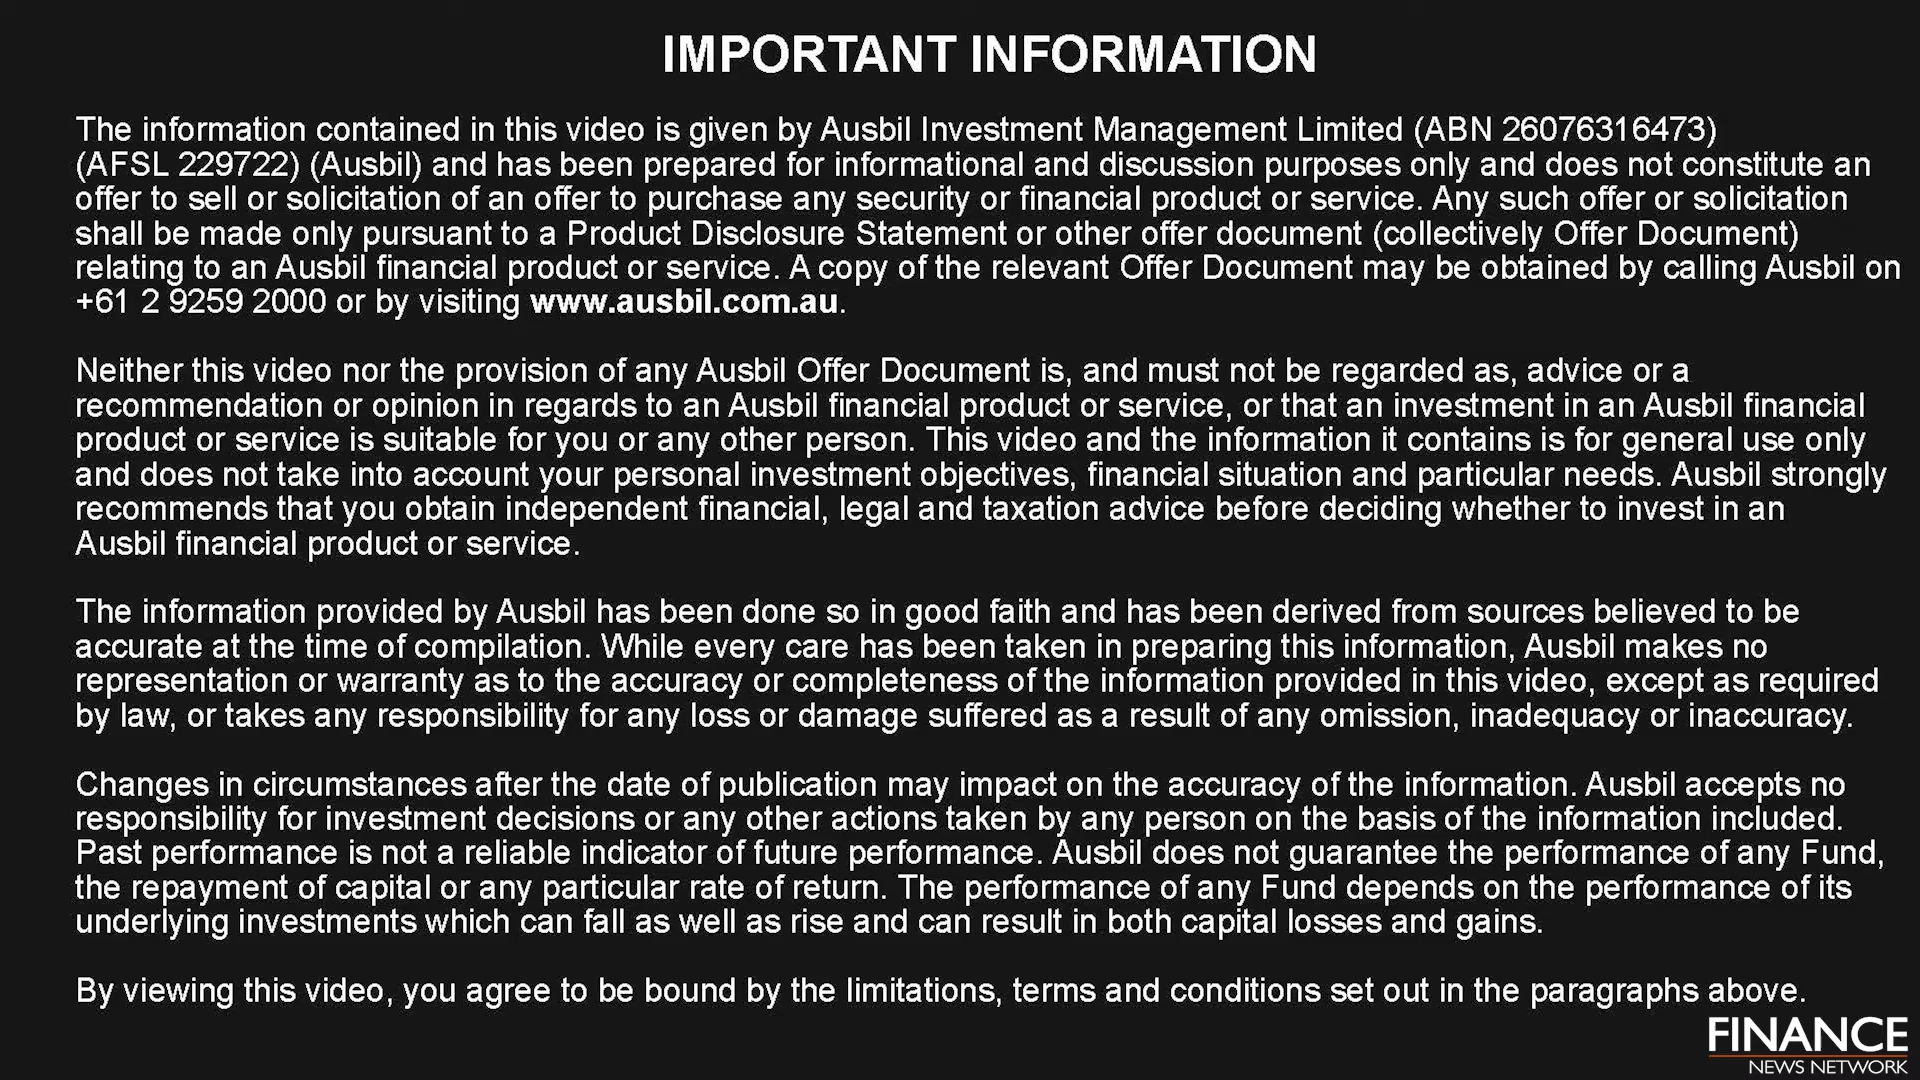 IMPORTANT INFORMATION
The information contained in this video is given by Ausbil Investment Management Limited (ABN 26076316473)
(AFSL 229722) (Ausbil) and has been prepared for informational and discussion purposes only and does not constitute an
offer to sell or solicitation of an offer to purchase any security or financial product or service. Any such offer or solicitation
shall be made only pursuant to a Product Disclosure Statement or other offer document (collectively Offer Document)
relating to an Ausbil financial product or service. A copy of the relevant Offer Document may be obtained by calling Ausbil on
+61 2 9259 2000 or by visiting www.ausbil.com.au.
Neither this video nor the provision of any Ausbil Offer Document is, and must not be regarded as, advice or a
recommendation or opinion in regards to an Ausbil financial product or service, or that an investment in an Ausbil financial
product or service is suitable for you or any other person. This video and the information it contains is for general use only
and does not take into account your personal investment objectives, financial situation and particular needs. Ausbil strongly
recommends that you obtain independent financial, legal and taxation advice before deciding whether to invest in an
Ausbil financial product or service.
The information provided by Ausbil has been done so in good faith and has been derived from sources believed to be
accurate at the time of compilation. While every care has been taken in preparing this information, Ausbil makes no
representation or warranty as to the accuracy or completeness of the information provided in this video, except as required
by law, or takes any responsibility for any loss or damage suffered as a result of any omission, inadequacy or inaccuracy.
Changes in circumstances after the date of publication may impact on the accuracy of the information. Ausbil accepts no
responsibility for investment decisions or any other actions taken by any person on the basis of the information included.
Past performance is not a reliable indicator of future performance. Ausbil does not guarantee the performance of any Fund,
the repayment of capital or any particular rate of return. The performance of any Fund depends on the performance of its
underlying investments which can fall as well as rise and can result in both capital losses and gains.
By viewing this video, you agree to be bound by the limitations, terms and conditions set out in the paragraphs above.
FINANCE
NEWS NETWORK